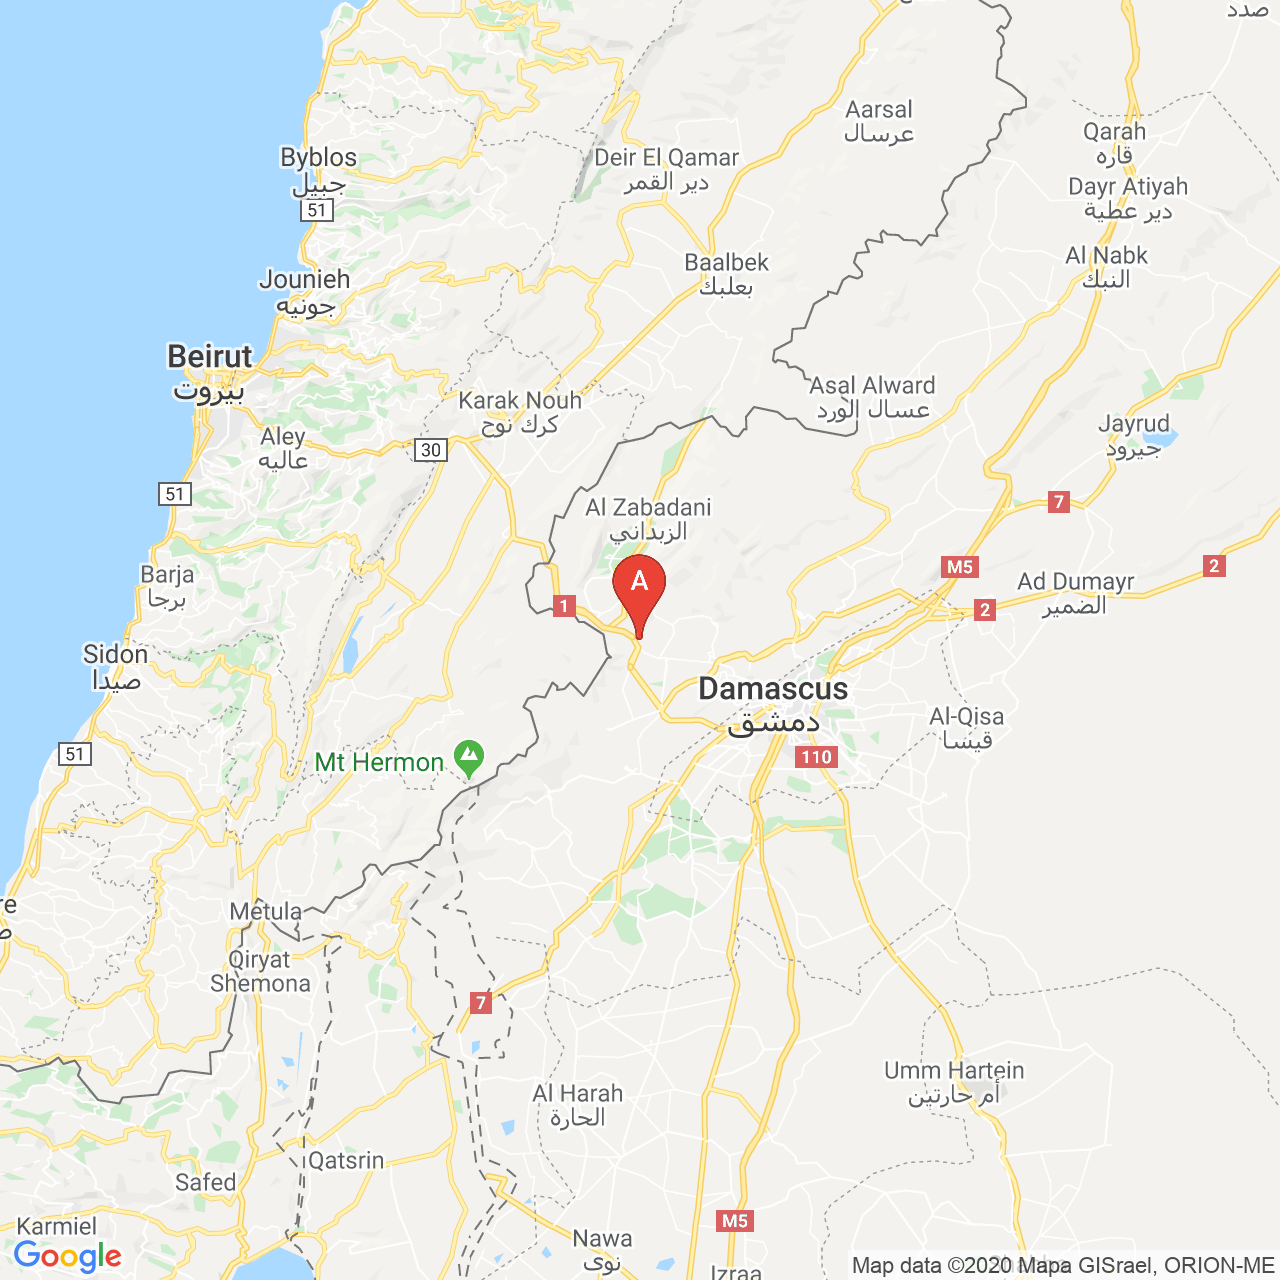 صدد
Aarsal
عرسال
Qarah
قاره
Byblos
جبيل
Deir El Qamar
دير القمر
Dayr Atiyah
دير عطية
51
Al Nabk
النبك
Baalbek
بعلبك
Jounieh
جونيه
Beirut
بيروت
Asal Alward
عسال الورد
Karak Nouh
كرك نوح
Jayrud
جيرود
Aley
عاليه
30
51
7
Al Zabadani
الزبداني
M5
2
Barja
برجا
A
Ad Dumayr
الضمير
1
2
Sidon
صيدا
Damascus
دمشق
Al-Qisa
قيسا
51
110
Mt Hermon
re
Metula
Qiryat
Shemona
7
Umm Hartein
أم حارتين
Al Harah
الحارة
Qatsrin
Safed
Karmiel
M5
Nawa
نوى
Izraa
Google
Map data ©2020 Mapa GISrael, ORION-ME